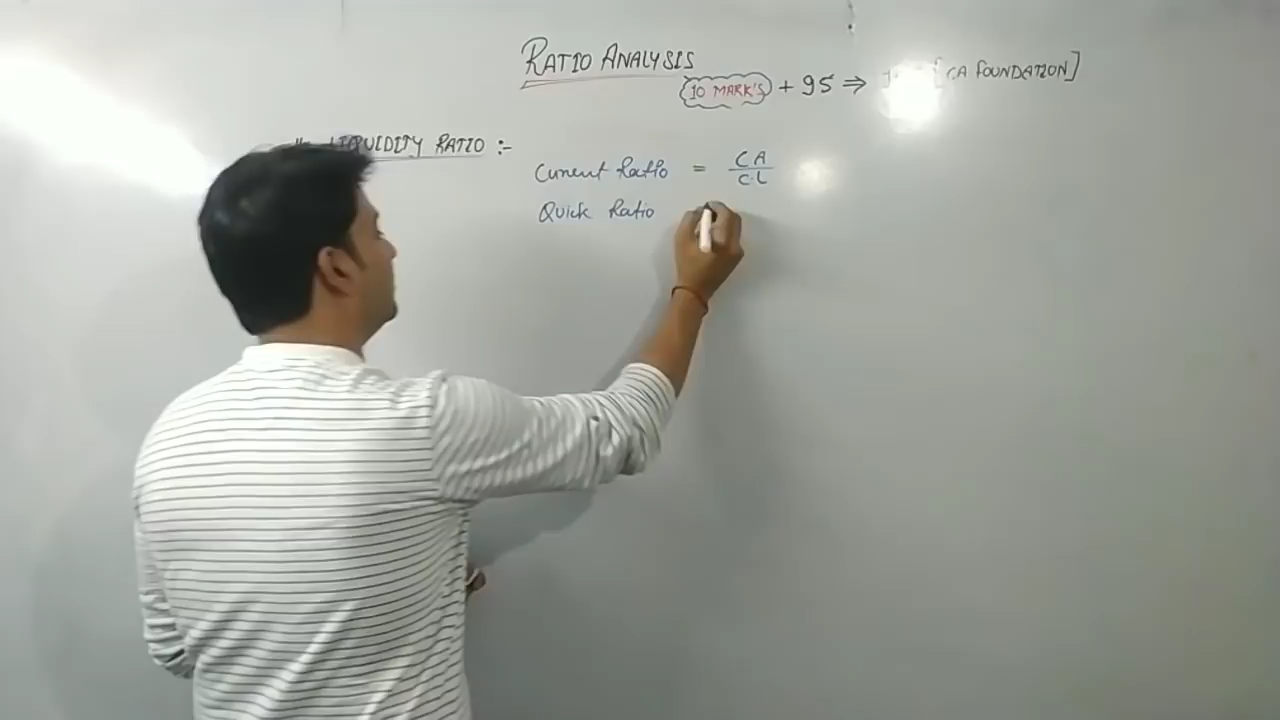 RATIO ANALYSIS
10 MARK'S + 95 ⇒ [CA FOUNDATION]
LIQUIDITY RATIO :-
Current Ratio = CA
C.L
Quick Ratio